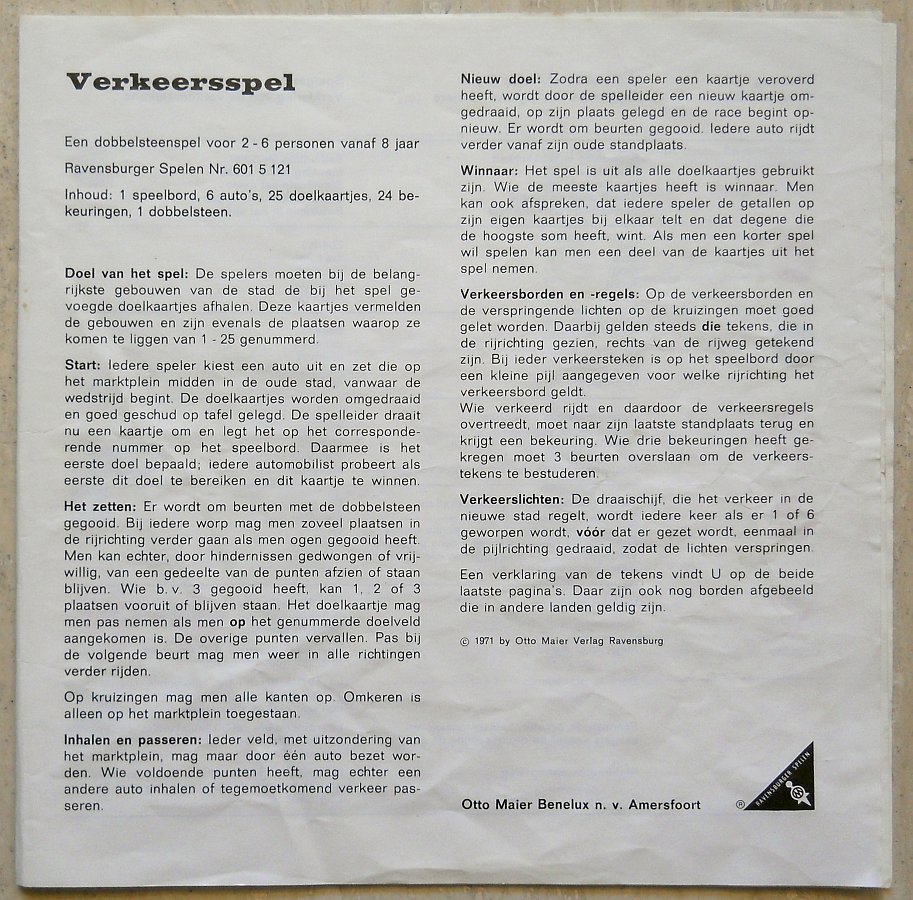 Verkeersspel
Een dobbelsteenspel voor 2 - 6 personen vanaf 8 jaar
Ravensburger Spelen Nr. 601 5 121
Inhoud: 1 speelbord, 6 auto's, 25 doelkaartjes, 24 be-
keuringen, 1 dobbelsteen.
Doel van het spel: De spelers moeten bij de belang-
rijkste gebouwen van de stad de bij het spel ge-
voegde doelkaartjes afhalen. Deze kaartjes vermelden
de gebouwen en zijn evenals de plaatsen waarop ze
komen te liggen van 1 - 25 genummerd.
Start: Iedere speler kiest een auto uit en zet die op
het marktplein midden in de oude stad, vanwaar de
wedstrijd begint. De doelkaartjes worden omgedraaid
en goed geschud op tafel gelegd. De spelleider draait
nu een kaartje om en legt het op het corresponde-
rende nummer op het speelbord. Daarmee is het
eerste doel bepaald; iedere automobilist probeert als
eerste dit doel te bereiken en dit kaartje te winnen.
Het zetten: Er wordt om beurten met de dobbelsteen
gegooid. Bij iedere worp mag men zoveel plaatsen in
de rijrichting verder gaan als men ogen gegooid heeft.
Men kan echter, door hindernissen gedwongen of vrij-
willig, van een gedeelte van de punten afzien of staan
blijven. Wie b. v. 3 gegooid heeft, kan 1, 2 of 3
plaatsen vooruit of blijven staan. Het doelkaartje mag
men pas nemen als men op het genummerde doelveld
aangekomen is. De overige punten vervallen. Pas bij
de volgende beurt mag men weer in alle richtingen
verder rijden.
Op kruizingen mag men alle kanten op. Omkeren is
alleen op het marktplein toegestaan.
Inhalen en passeren: Ieder veld, met uitzondering van
het marktplein, mag maar door één auto bezet wor-
den. Wie voldoende punten heeft, mag echter een
andere auto inhalen of tegemoetkomend verkeer pas-
seren.
Nieuw doel: Zodra een speler een kaartje veroverd
heeft, wordt door de spelleider een nieuw kaartje om-
gedraaid, op zijn plaats gelegd en de race begint op-
nieuw. Er wordt om beurten gegooid. Iedere auto rijdt
verder vanaf zijn oude standplaats.
Winnaar: Het spel is uit als alle doelkaartjes gebruikt
zijn. Wie de meeste kaartjes heeft is winnaar. Men
kan ook afspreken, dat iedere speler de getallen op
zijn eigen kaartjes bij elkaar telt en dat degene die
de hoogste som heeft, wint. Als men een korter spel
wil spelen kan men een deel van de kaartjes uit het
spel nemen.
Verkeersborden en -regels: Op de verkeersborden en
de verspringende lichten op de kruizingen moet goed
gelet worden. Daarbij gelden steeds die tekens, die in
de rijrichting gezien, rechts van de rijweg getekend
zijn. Bij ieder verkeersteken is op het speelbord door
een kleine pijl aangegeven voor welke rijrichting het
verkeersbord geldt.
Wie verkeerd rijdt en daardoor de verkeersregels
overtreedt, moet naar zijn laatste standplaats terug en
krijgt een bekeuring. Wie drie bekeuringen heeft ge-
kregen moet 3 beurten overslaan om de verkeers-
tekens te bestuderen.
Verkeerslichten: De draaischijf, die het verkeer in de
nieuwe stad regelt, wordt iedere keer als er 1 of 6
geworpen wordt, vóór dat er gezet wordt, eenmaal in
de pijlrichting gedraaid, zodat de lichten verspringen.
Een verklaring van de tekens vindt U op de beide
laatste pagina's. Daar zijn ook nog borden afgebeeld
die in andere landen geldig zijn.
© 1971 by Otto Maier Verlag Ravensburg
Otto Maier Benelux n. v. Amersfoort
® RAVENSBURGER SPELEN